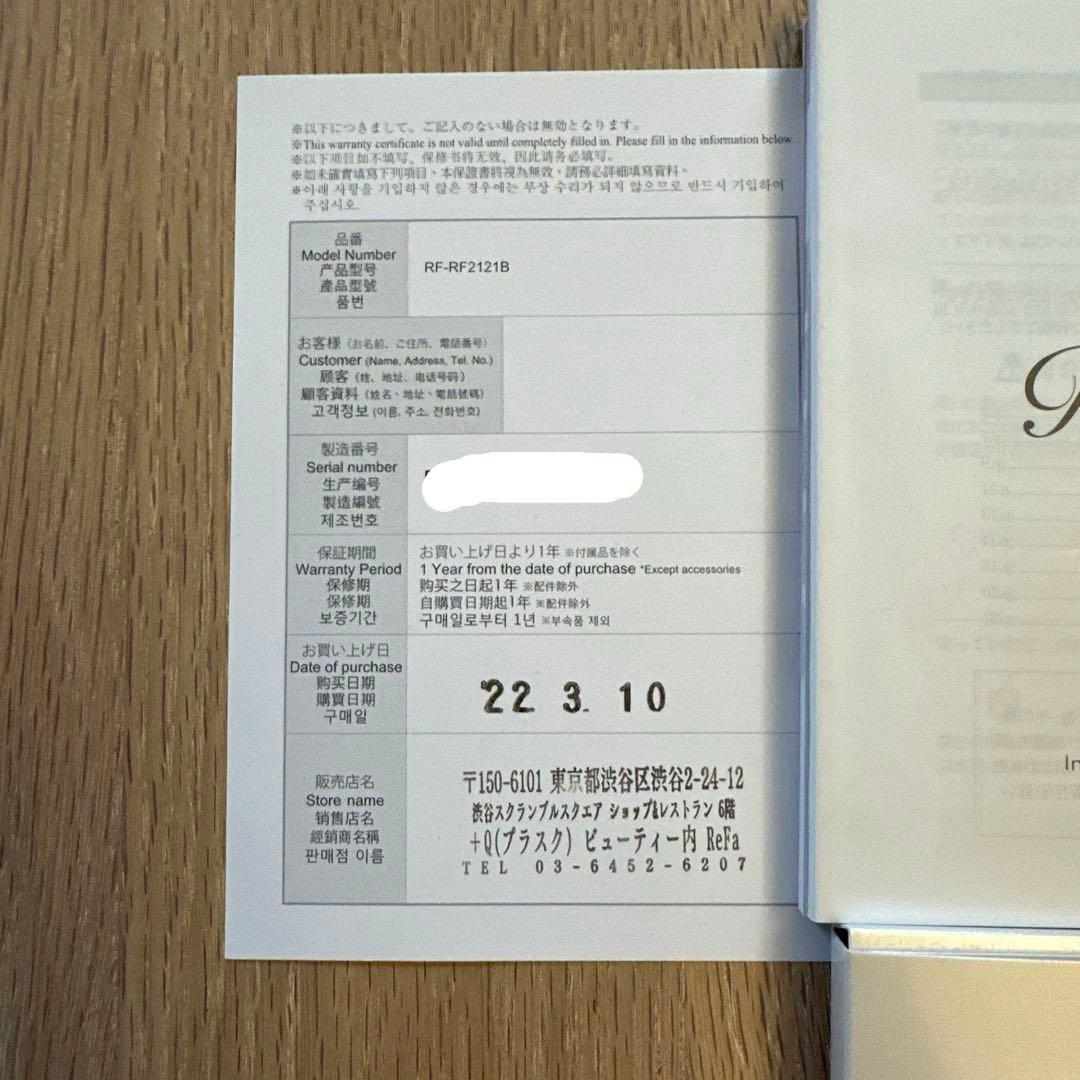 ※以下につきまして、ご記入のない場合は無効となります。
※This warranty certificate is not valid until completely filled in. Please fill in the information below.
※以下项目如不填写，保修书将无效，因此请务必填写。
※如未確實填寫下列項目、本保證書將視為無效，請務必詳細填寫資料。
※아래 사항을 기입하지 않은 경우에는 무상 수리가 되지 않으므로 반드시 기입하여
주십시오.
品番
Model Number
产品型号
產品型號
품번
RF-RF2121B
お客様（お名前、ご住所、電話番号）
Customer (Name, Address, Tel. No.)
顾客（姓、地址、电话号码）
顧客資料（姓名、地址、電話號碼）
고객정보 (이름, 주소, 전화번호)
製造番号
Serial number
生产编号
製造編號
제조번호
保証期間
Warranty Period
保修期
保修期
보증기간
お買い上げ日より1年 ※付属品を除く
1 Year from the date of purchase *Except accessories
购买之日起1年 ※配件除外
自購買日期起1年 ※配件除外
구매일로부터 1년 ※부속품 제외
お買い上げ日
Date of purchase
购买日期
購買日期
구매일
'22 3. 10
販売店名
Store name
销售店名
經銷商名稱
판매점 이름
〒150-6101 東京都渋谷区渋谷2-24-12
渋谷スクランブルスクエア ショップ&レストラン 6階
+Q(プラスク) ビューティー内 ReFa
TEL 03-6452-6207